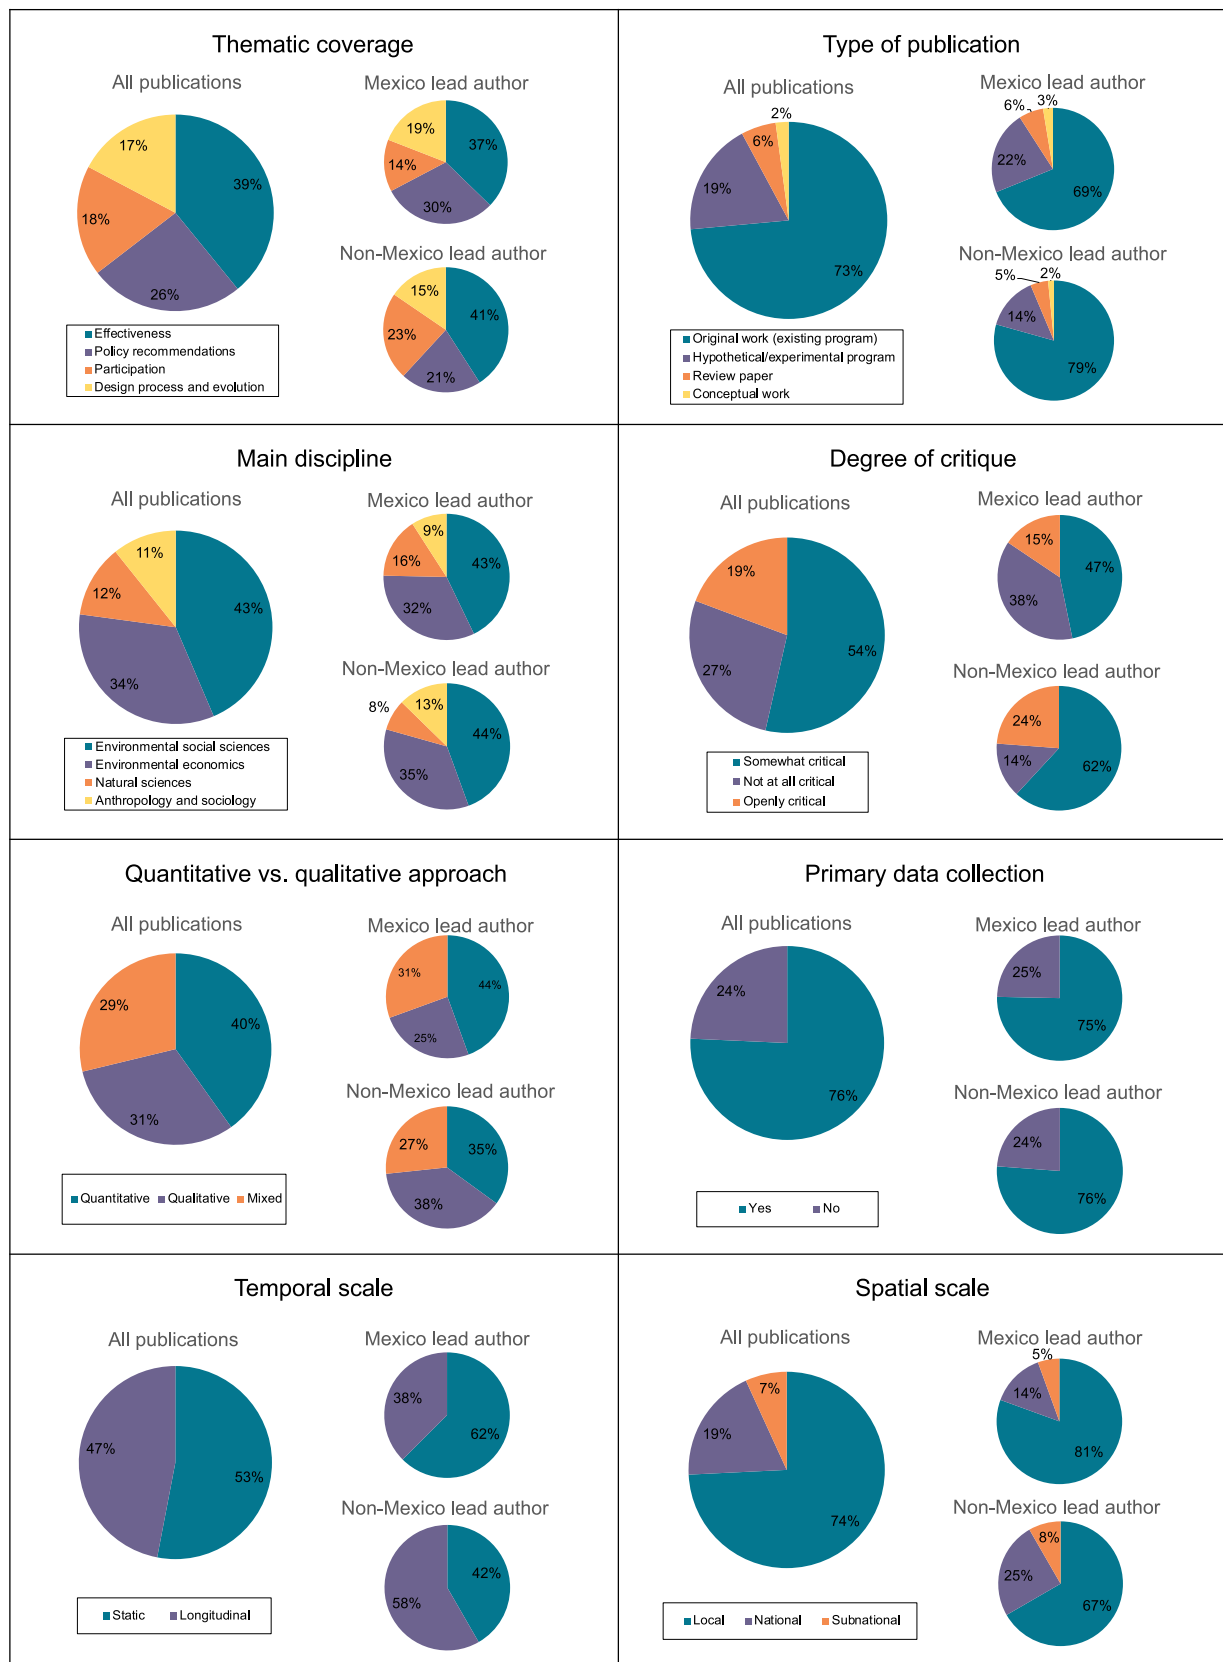 Thematic coverage
All publications
17%
39%
18%
26%
Mexico lead author
19%
37%
14%
30%
Non-Mexico lead author
15%
41%
23%
21%
Effectiveness
Policy recommendations
Participation
Design process and evolution
Type of publication
All publications
2%
6%
19%
73%
Mexico lead author
3%
6%
22%
69%
Non-Mexico lead author
5%
2%
14%
79%
Original work (existing program)
Hypothetical/experimental program
Review paper
Conceptual work
Main discipline
All publications
11%
12%
43%
34%
Mexico lead author
9%
16%
43%
32%
Non-Mexico lead author
8%
13%
44%
35%
Environmental social sciences
Environmental economics
Natural sciences
Anthropology and sociology
Degree of critique
All publications
19%
54%
27%
Mexico lead author
15%
47%
38%
Non-Mexico lead author
24%
14%
62%
Somewhat critical
Not at all critical
Openly critical
Quantitative vs. qualitative approach
All publications
29%
40%
31%
Mexico lead author
31%
44%
25%
Non-Mexico lead author
27%
35%
38%
Quantitative Qualitative Mixed
Primary data collection
All publications
24%
76%
Mexico lead author
25%
75%
Non-Mexico lead author
24%
76%
Yes No
Temporal scale
All publications
47%
53%
Mexico lead author
38%
62%
Non-Mexico lead author
42%
58%
Static Longitudinal
Spatial scale
All publications
7%
19%
74%
Mexico lead author
5%
14%
81%
Non-Mexico lead author
8%
25%
67%
Local National Subnational